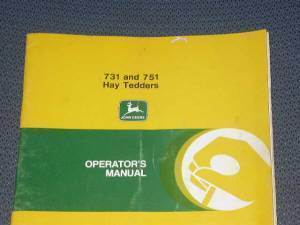 731 and 751
Hay Tedders
JOHN DEERE
OPERATOR'S
MANUAL